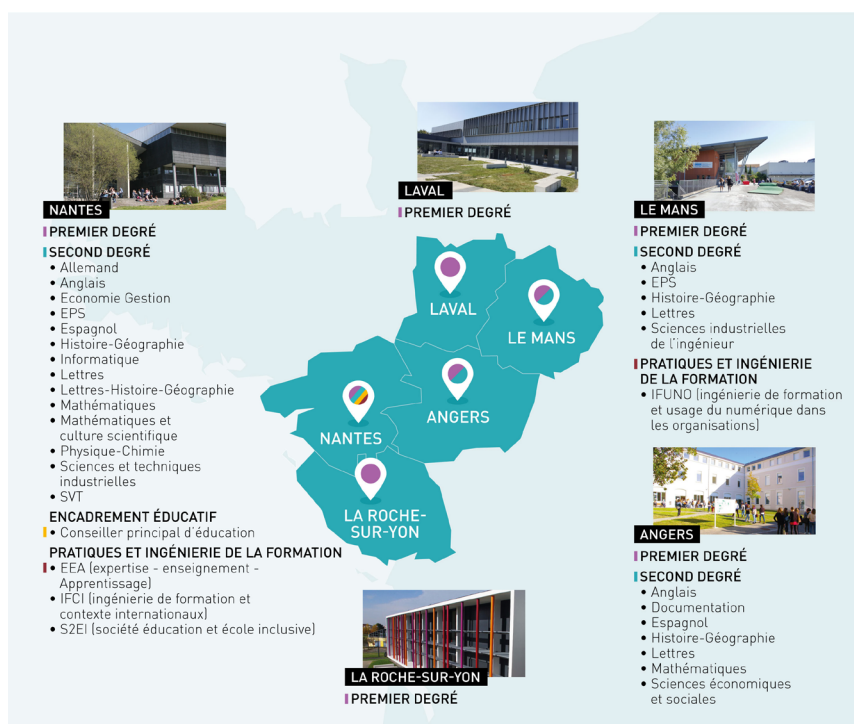 NANTES
PREMIER DEGRÉ
SECOND DEGRÉ
• Allemand
• Anglais
• Economie Gestion
• EPS
• Espagnol
• Histoire-Géographie
• Informatique
• Lettres
• Lettres-Histoire-Géographie
• Mathématiques
• Mathématiques et
culture scientifique
• Physique-Chimie
• Sciences et techniques
industrielles
• SVT
ENCADREMENT ÉDUCATIF
• Conseiller principal d'éducation
PRATIQUES ET INGÉNIERIE DE LA FORMATION
• EEA (expertise - enseignement -
Apprentissage)
• IFCI (ingénierie de formation et
contexte internationaux)
• S2EI (société éducation et école inclusive)
LAVAL
PREMIER DEGRÉ
LAVAL
LE MANS
ANGERS
NANTES
LA ROCHE-
SUR-YON
LA ROCHE-SUR-YON
PREMIER DEGRÉ
LE MANS
PREMIER DEGRÉ
SECOND DEGRÉ
• Anglais
• EPS
• Histoire-Géographie
• Lettres
• Sciences industrielles
de l'ingénieur
PRATIQUES ET INGÉNIERIE
DE LA FORMATION
• IFUNO (ingénierie de formation
et usage du numérique dans
les organisations)
ANGERS
PREMIER DEGRÉ
SECOND DEGRÉ
• Anglais
• Documentation
• Espagnol
• Histoire-Géographie
• Lettres
• Mathématiques
• Sciences économiques
et sociales